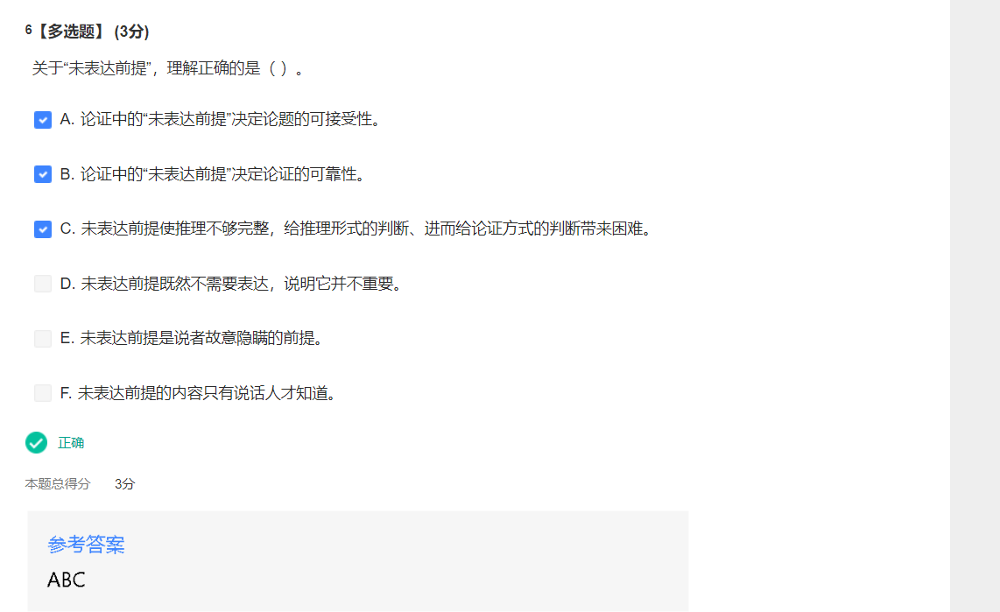 6【多选题】 (3分)
关于“未表达前提”，理解正确的是（ ）。
A. 论证中的“未表达前提”决定论题的可接受性。
B. 论证中的“未表达前提”决定论证的可靠性。
C. 未表达前提使推理不够完整，给推理形式的判断、进而给论证方式的判断带来困难。
D. 未表达前提既然不需要表达，说明它并不重要。
E. 未表达前提是说者故意隐瞒的前提。
F. 未表达前提的内容只有说话人才知道。
正确
本题总得分 3分
参考答案
ABC